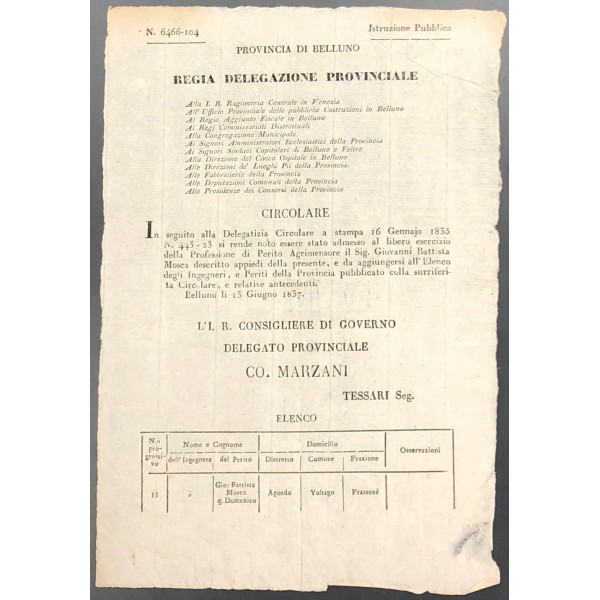 N. 6466-104
Istruzione Pubblica
PROVINCIA DI BELLUNO
REGIA DELEGAZIONE PROVINCIALE
Alla I. R. Ragioneria Centrale in Venezia
All' Ufficio Provinciale delle pubbliche Costruzioni in Belluno
Al Regio Aggiunto Fiscale in Belluno
Ai Regj Commissariati Distrettuali
Alla Congregazione Municipale
Ai Signori Amministratori Ecclesiastici della Provincia
Ai Signori Sindaci Capitolari di Belluno e Feltre
Alla Direzione del Civico Ospitale in Belluno
Alle Direzioni de' Luoghi Pii della Provincia
Alle Fabbricierie della Provincia
Alle Deputazioni Comunali della Provincia
Alle Presidenze dei Consorsi della Provincia
CIRCOLARE
In seguito alla Delegatizia Circolare a stampa 16 Gennajo 1835
N. 443-23 si rende noto essere stato admesso al libero esercizio
della Professione di Perito Agrimensore il Sig. Giovanni Battista
Mosca descritto appiedi della presente, e da aggiungersi all'Elenco
degli Ingegneri, e Periti della Provincia pubblicato colla surriferi-
ta Circolare, e relative antecedenti.
Belluno li 13 Giugno 1837.
L'I. R. CONSIGLIERE DI GOVERNO
DELEGATO PROVINCIALE
CO. MARZANI
TESSARI Seg.
ELENCO
N.o progressi-vo Nome e Cognome Domicilio Osservazioni
dell'Ingegnere del Perito Distretto Comune Frazione
33 " Gio: Battista Mosca q. Domenico Agordo Voltago Frassenè